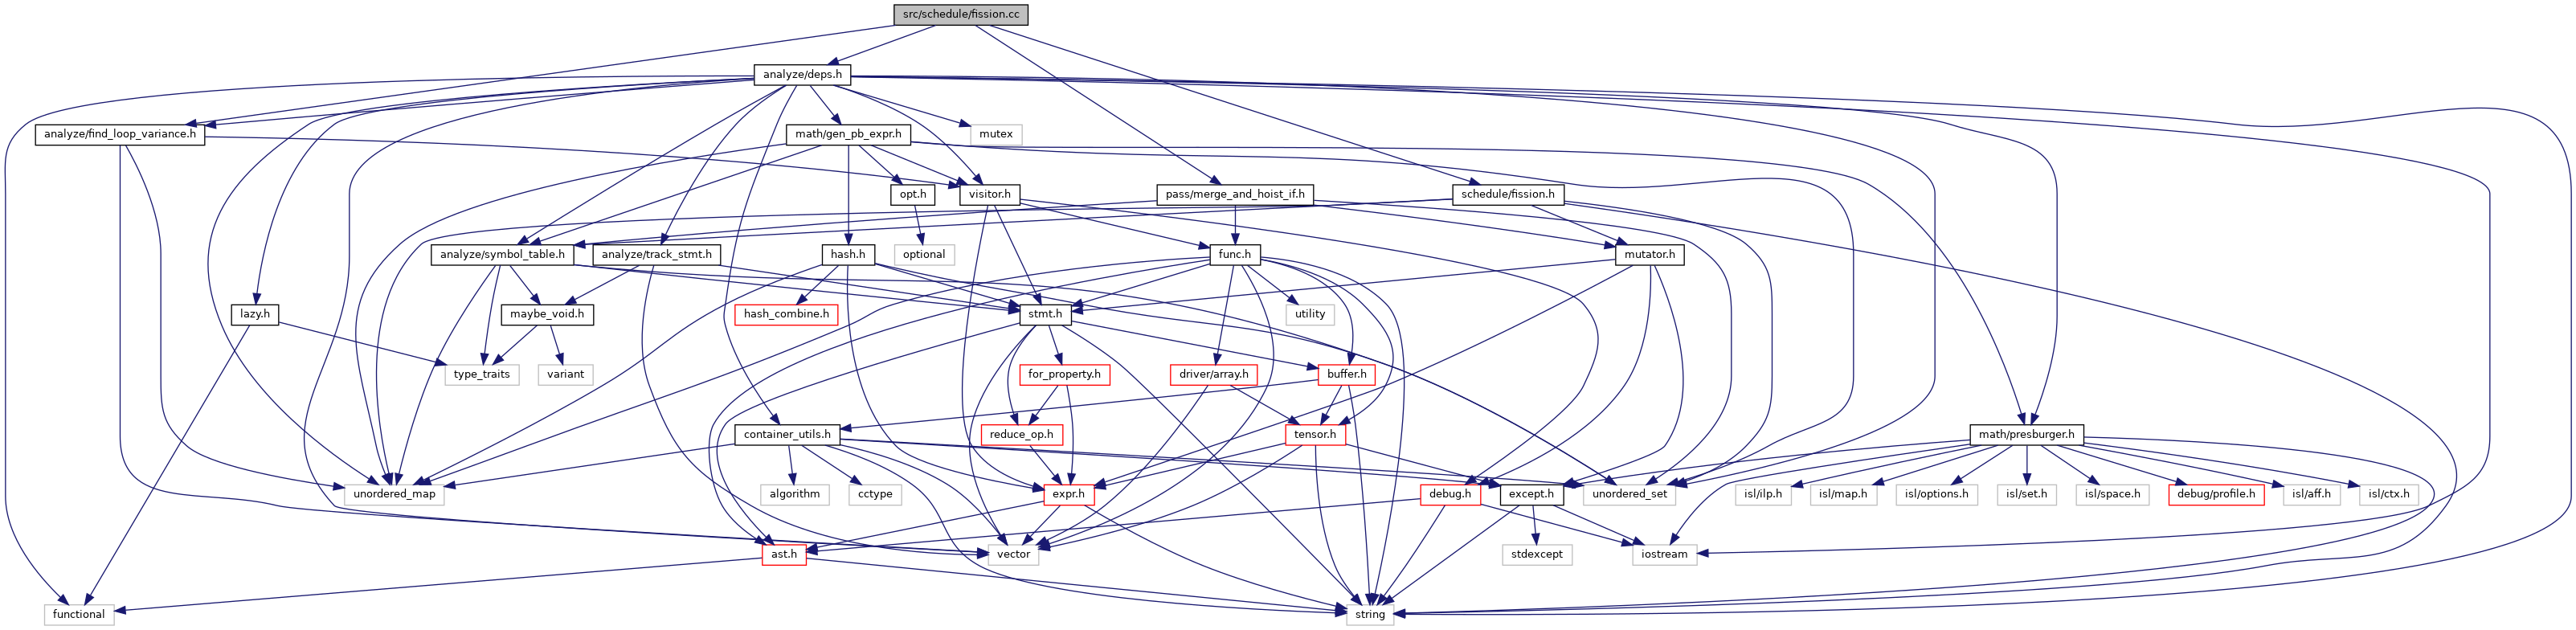 src/schedule/fission.cc
analyze/deps.h
analyze/find_loop_variance.h
math/gen_pb_expr.h
mutex
opt.h
visitor.h
pass/merge_and_hoist_if.h
schedule/fission.h
analyze/symbol_table.h
analyze/track_stmt.h
hash.h
optional
func.h
mutator.h
lazy.h
maybe_void.h
hash_combine.h
stmt.h
utility
type_traits
variant
for_property.h
driver/array.h
buffer.h
container_utils.h
reduce_op.h
tensor.h
math/presburger.h
unordered_map
algorithm
cctype
expr.h
debug.h
except.h
unordered_set
isl/ilp.h
isl/map.h
isl/options.h
isl/set.h
isl/space.h
debug/profile.h
isl/aff.h
isl/ctx.h
ast.h
vector
stdexcept
iostream
functional
string